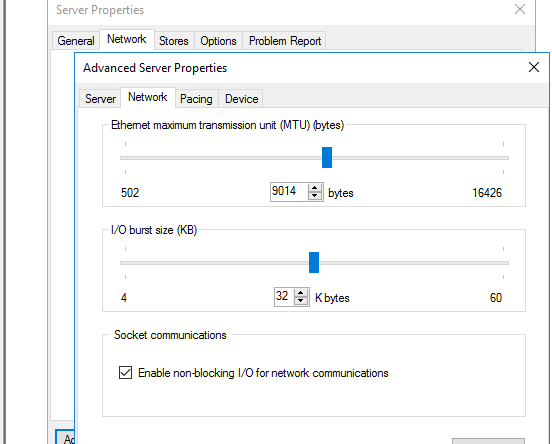 Server Properties
General Network Stores Options Problem Report
Advanced Server Properties
Server Network Pacing Device
Ethernet maximum transmission unit (MTU) (bytes)
502 9014 bytes 16426
I/O burst size (KB)
4 32 K bytes 60
Socket communications
Enable non-blocking I/O for network communications